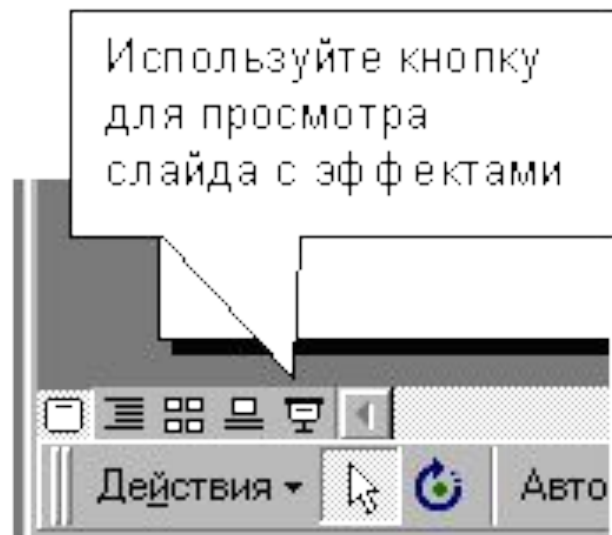 Используйте кнопку
для просмотра
слайда с эффектами
Действия
Авто